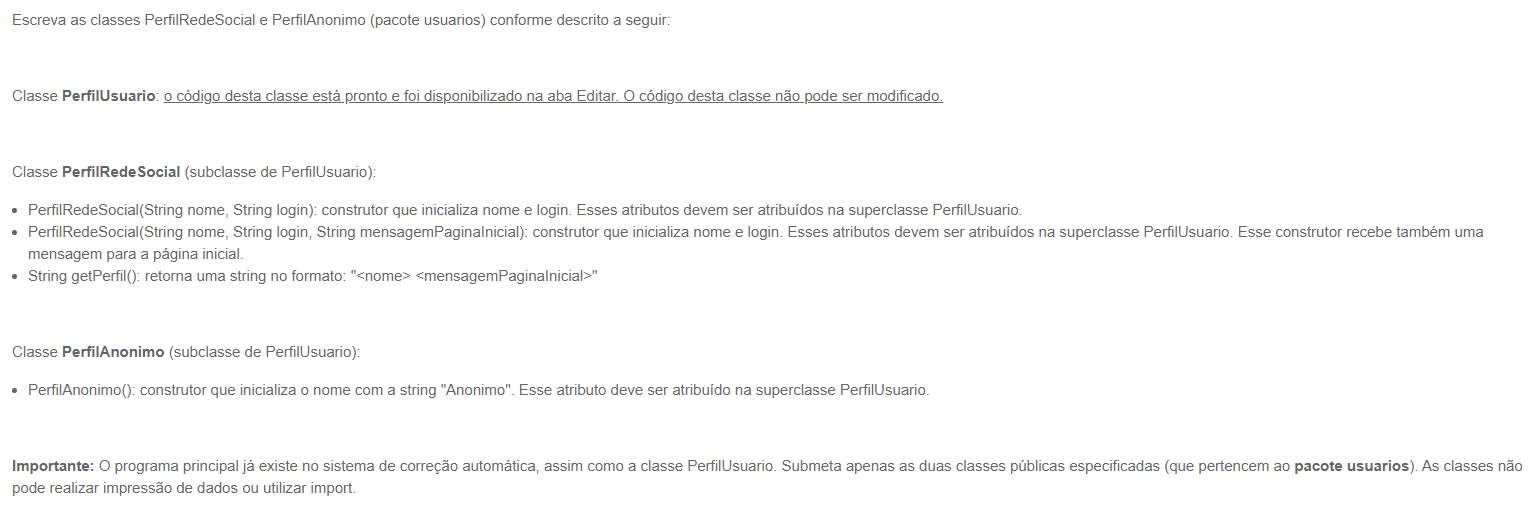 Escreva as classes PerfilRedeSocial e PerfilAnonimo (pacote usuarios) conforme descrito a seguir:
Classe PerfilUsuario: o código desta classe está pronto e foi disponibilizado na aba Editar. O código desta classe não pode ser modificado.
Classe PerfilRedeSocial (subclasse de PerfilUsuario):
• PerfilRedeSocial(String nome, String login): construtor que inicializa nome e login. Esses atributos devem ser atribuídos na superclasse PerfilUsuario.
• PerfilRedeSocial(String nome, String login, String mensagemPaginaInicial): construtor que inicializa nome e login. Esses atributos devem ser atribuídos na superclasse PerfilUsuario. Esse construtor recebe também uma
mensagem para a página inicial.
• String getPerfil(): retorna uma string no formato: "<nome> <mensagemPaginaInicial>"
Classe PerfilAnonimo (subclasse de PerfilUsuario):
• PerfilAnonimo(): construtor que inicializa o nome com a string "Anonimo". Esse atributo deve ser atribuído na superclasse PerfilUsuario.
Importante: O programa principal já existe no sistema de correção automática, assim como a classe PerfilUsuario. Submeta apenas as duas classes públicas especificadas (que pertencem ao pacote usuarios). As classes não
pode realizar impressão de dados ou utilizar import.